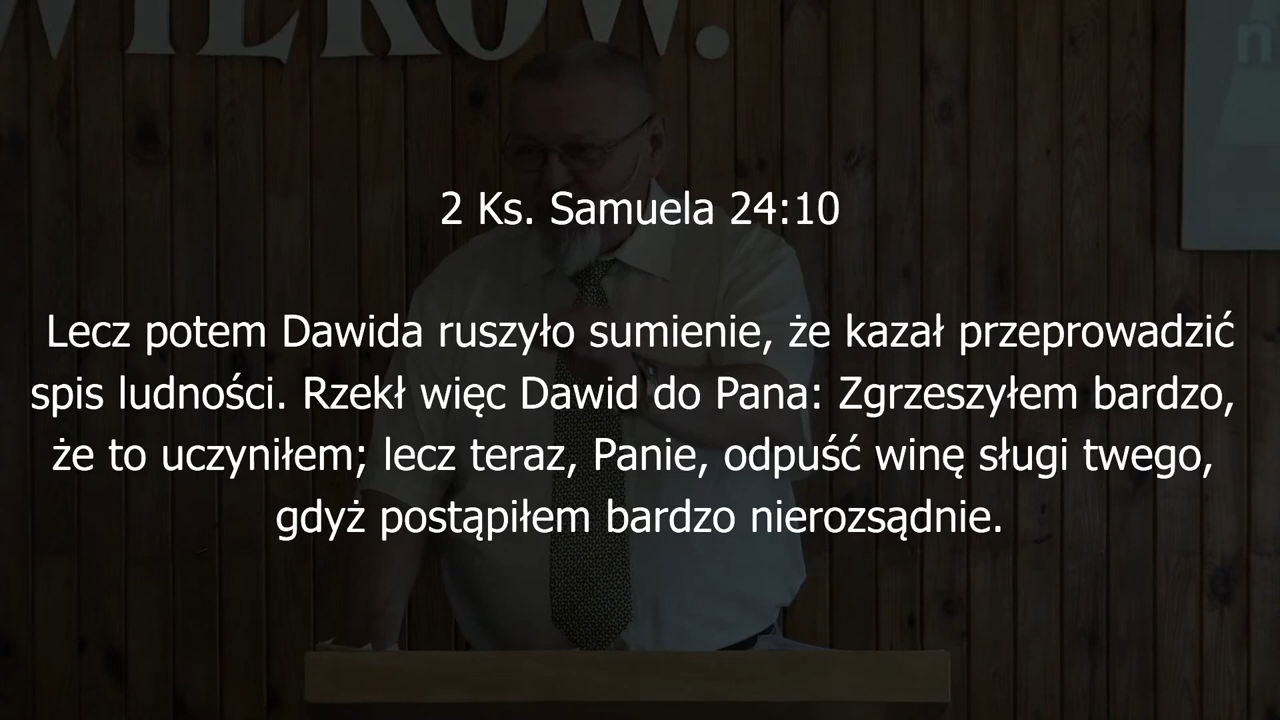 WIEKÓW.
n
2 Ks. Samuela 24:10
Lecz potem Dawida ruszyło sumienie, że kazał przeprowadzić
spis ludności. Rzekł więc Dawid do Pana: Zgrzeszyłem bardzo,
że to uczyniłem; lecz teraz, Panie, odpuść winę sługi twego,
gdyż postąpiłem bardzo nierozsądnie.